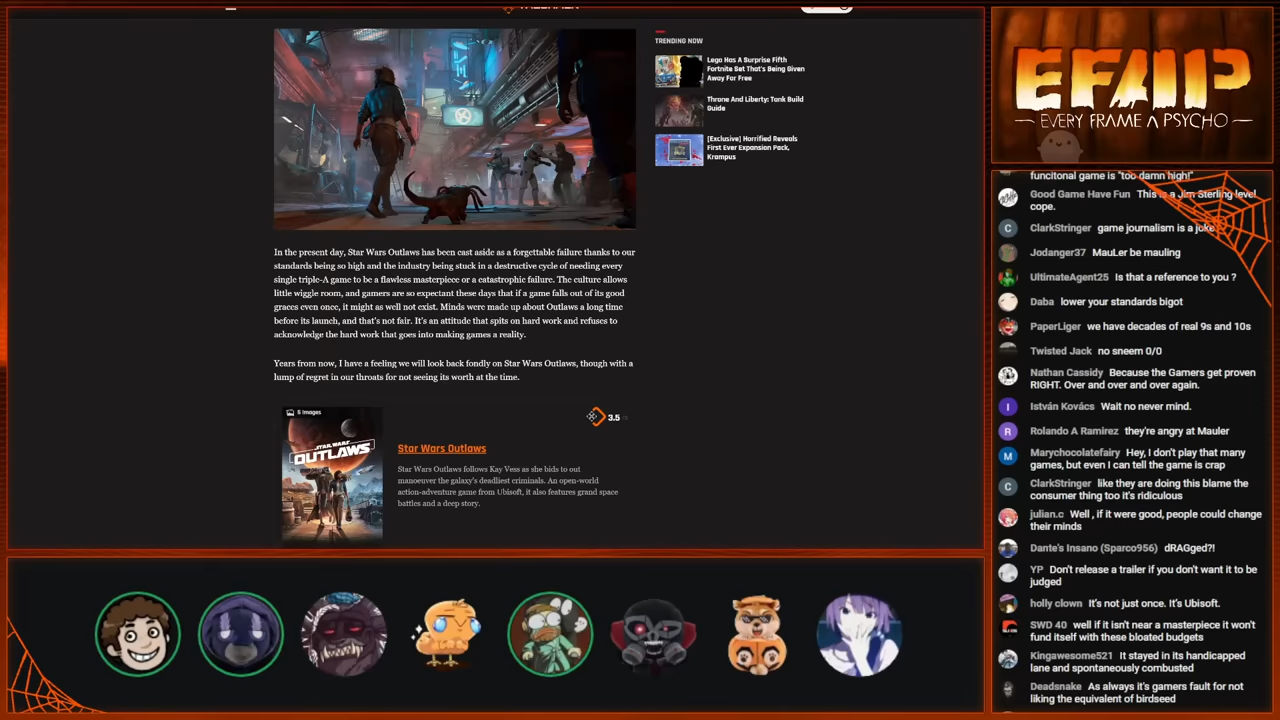 TRENDING NOW
Lego Has A Surprise Fifth
Fortnite Set That's Being Given
Away For Free
Throne And Liberty: Tank Build
Guide
[Exclusive] Horrified Reveals
First Ever Expansion Pack,
Krampus
In the present day, Star Wars Outlaws has been cast aside as a forgettable failure thanks to our
standards being so high and the industry being stuck in a destructive cycle of needing every
single triple-A game to be a flawless masterpiece or a catastrophic failure. The culture allows
little wiggle room, and gamers are so expectant these days that if a game falls out of its good
graces even once, it might as well not exist. Minds were made up about Outlaws a long time
before its launch, and that's not fair. It's an attitude that spits on hard work and refuses to
acknowledge the hard work that goes into making games a reality.
Years from now, I have a feeling we will look back fondly on Star Wars Outlaws, though with a
lump of regret in our throats for not seeing its worth at the time.
5 Images
STAR WARS
OUTLAWS
3.5
Star Wars Outlaws
Star Wars Outlaws follows Kay Vess as she bids to out
manoeuver the galaxy's deadliest criminals. An open-world
action-adventure game from Ubisoft, it also features grand space
battles and a deep story.
EFAP
EVERY FRAME A PSYCHO
funcitonal game is "too damn high!"
Good Game Have Fun This is a Jim Sterling level
cope.
ClarkStringer game journalism is a joke
Jodanger37 MauLer be mauling
UltimateAgent25 Is that a reference to you ?
Daba lower your standards bigot
PaperLiger we have decades of real 9s and 10s
Twisted Jack no sneem 0/0
Nathan Cassidy Because the Gamers get proven
RIGHT. Over and over and over again.
István Kovács Wait no never mind.
Rolando A Ramirez they're angry at Mauler
Marychocolatefairy Hey, I don't play that many
games, but even I can tell the game is crap
ClarkStringer like they are doing this blame the
consumer thing too it's ridiculous
julian.c Well , if it were good, people could change
their minds
Dante's Insano (Sparco956) dRAGged?!
YP Don't release a trailer if you don't want it to be
judged
holly clown It's not just once. It's Ubisoft.
SWD 40 well if it isn't near a masterpiece it won't
fund itself with these bloated budgets
Kingawesome521 It stayed in its handicapped
lane and spontaneously combusted
Deadsnake As always it's gamers fault for not
liking the equivalent of birdseed